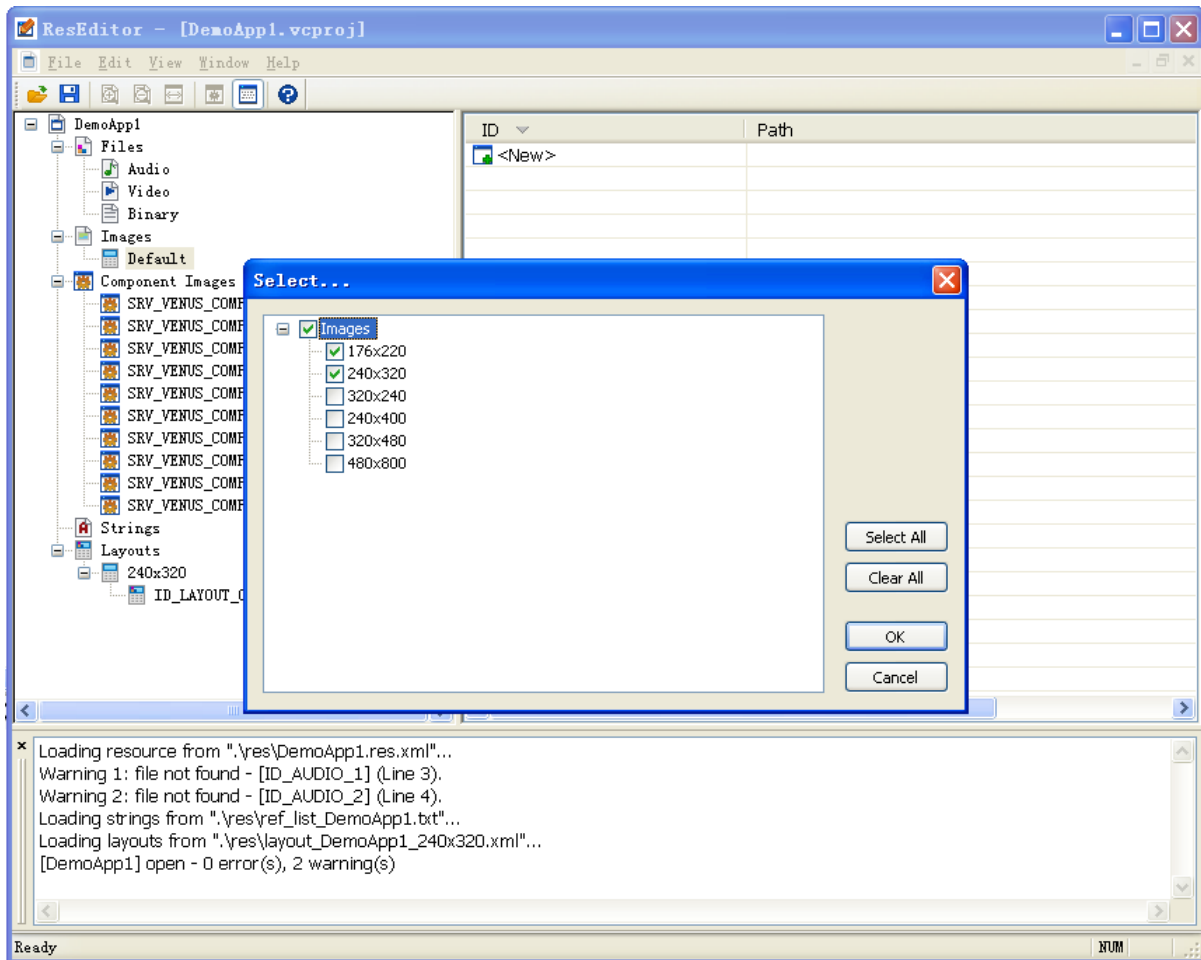 ResEditor - [DemoApp1.vcproj]
File Edit View Window Help
DemoApp1
Files
Audio
Video
Binary
Images
Default
Component Images
SRV_VENUS_COMP
SRV_VENUS_COMP
SRV_VENUS_COMP
SRV_VENUS_COMP
SRV_VENUS_COMP
SRV_VENUS_COMP
SRV_VENUS_COMP
SRV_VENUS_COMP
SRV_VENUS_COMP
SRV_VENUS_COMP
Strings
Layouts
240x320
ID_LAYOUT_
ID Path
<New>
Select...
Images
176x220
240x320
320x240
240x400
320x480
480x800
Select All
Clear All
OK
Cancel
Loading resource from ".\res\DemoApp1.res.xml"...
Warning 1: file not found - [ID_AUDIO_1] (Line 3).
Warning 2: file not found - [ID_AUDIO_2] (Line 4).
Loading strings from ".\res\ref_list_DemoApp1.txt"...
Loading layouts from ".\res\layout_DemoApp1_240x320.xml"...
[DemoApp1] open - 0 error(s), 2 warning(s)
Ready NUM